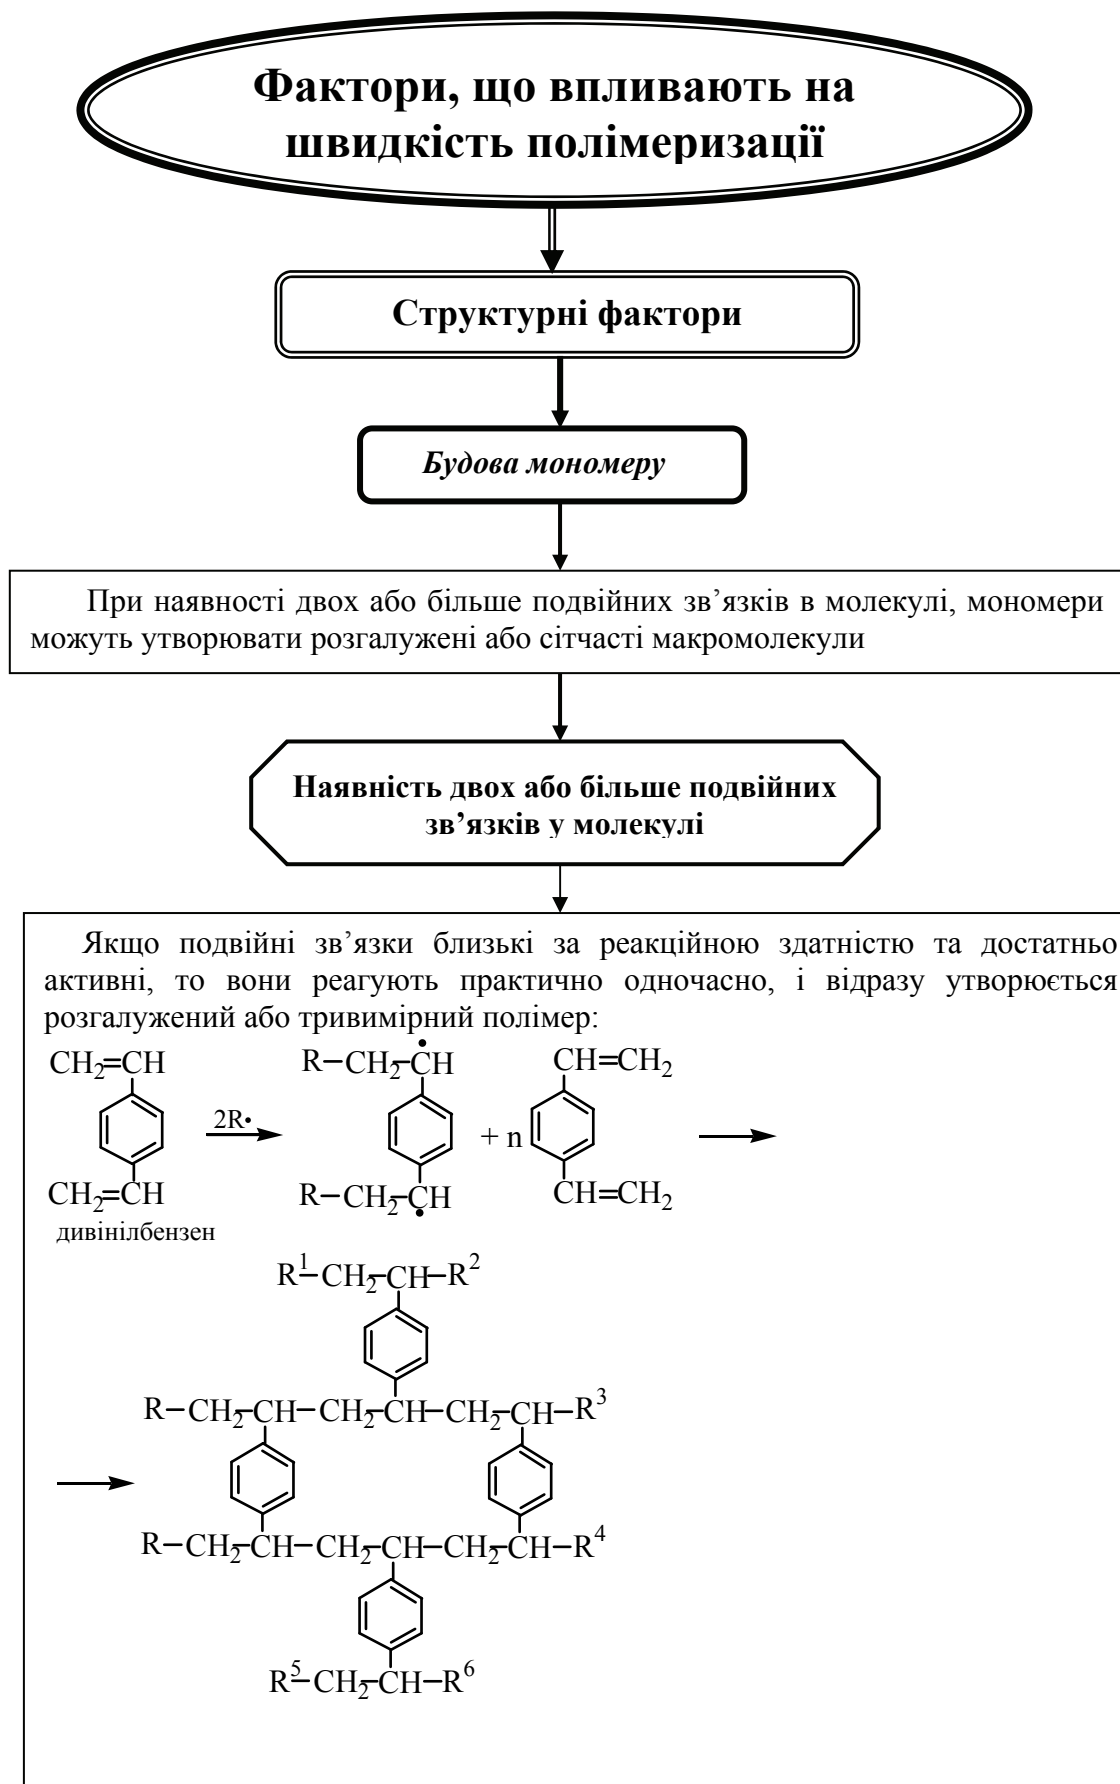 Фактори, що впливають на
швидкість полімеризації
Структурні фактори
Будова мономеру
При наявності двох або більше подвійних зв’язків в молекулі, мономери
можуть утворювати розгалужені або сітчасті макромолекули
Наявність двох або більше подвійних
зв’язків у молекулі
Якщо подвійні зв’язки близькі за реакційною здатністю та достатньо
активні, то вони реагують практично одночасно, і відразу утворюється
розгалужений або тривимірний полімер:
CH₂=CH R–CH₂–ĊH CH=CH₂
2R• + n
CH₂=CH R–CH₂–CH• CH=CH₂
дивінілбензен
R¹–CH₂–CH–R²
R–CH₂–CH–CH₂–CH–CH₂–CH–R³
R–CH₂–CH–CH₂–CH–CH₂–CH–R⁴
R⁵–CH₂–CH–R⁶